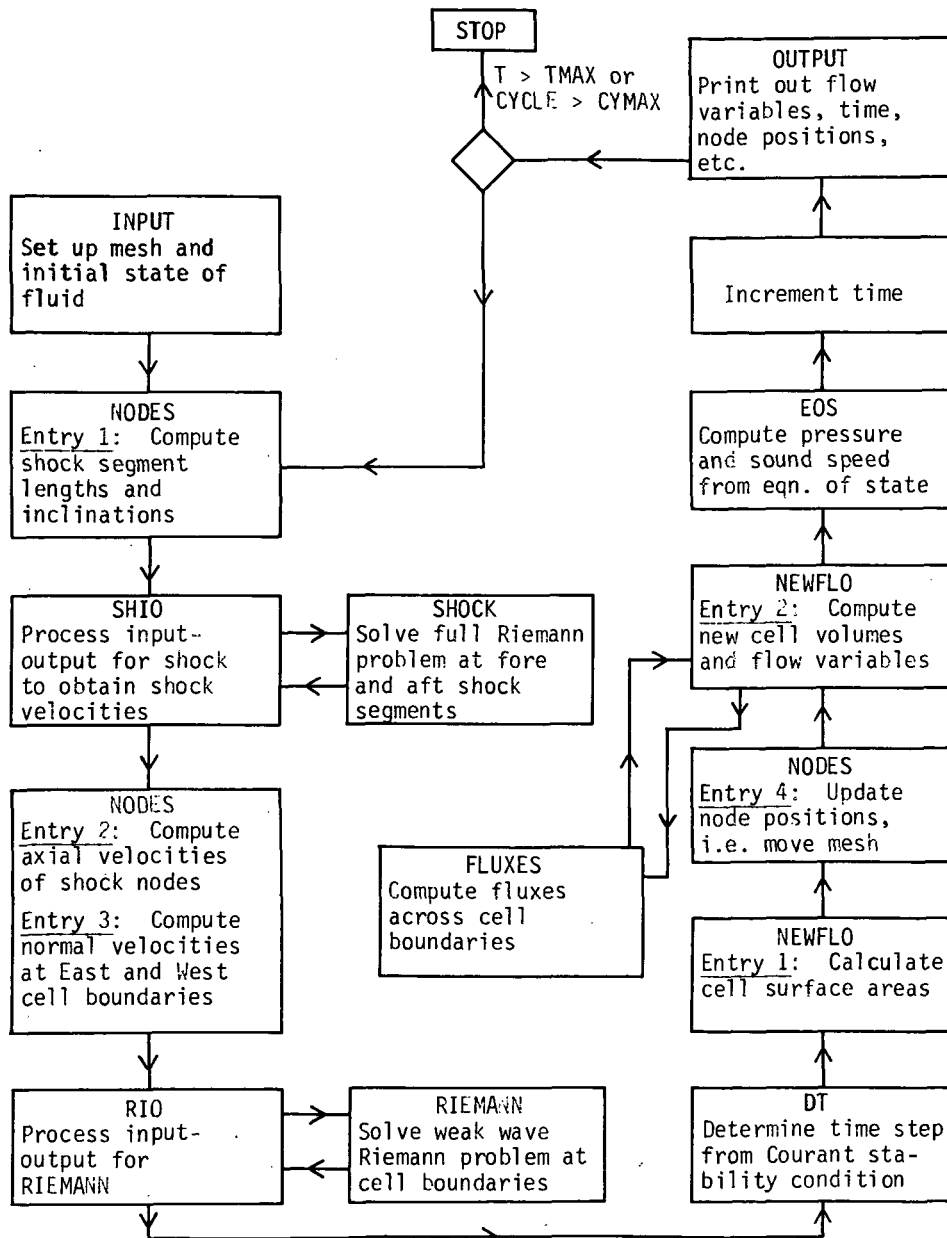 STOP
T > TMAX or
CYCLE > CYMAX
OUTPUT
Print out flow
variables, time,
node positions,
etc.
INPUT
Set up mesh and
initial state of
fluid
Increment time
NODES
Entry 1: Compute
shock segment
lengths and
inclinations
EOS
Compute pressure
and sound speed
from eqn. of state
SHIO
Process input-
output for shock
to obtain shock
velocities
SHOCK
Solve full Riemann
problem at fore
and aft shock
segments
NEWFLO
Entry 2: Compute
new cell volumes
and flow variables
NODES
Entry 2: Compute
axial velocities
of shock nodes
Entry 3: Compute
normal velocities
at East and West
cell boundaries
FLUXES
Compute fluxes
across cell
boundaries
NODES
Entry 4: Update
node positions,
i.e. move mesh
NEWFLO
Entry 1: Calculate
cell surface areas
RIO
Process input-
output for
RIEMANN
RIEMANN
Solve weak wave
Riemann problem at
cell boundaries
DT
Determine time step
from Courant sta-
bility condition